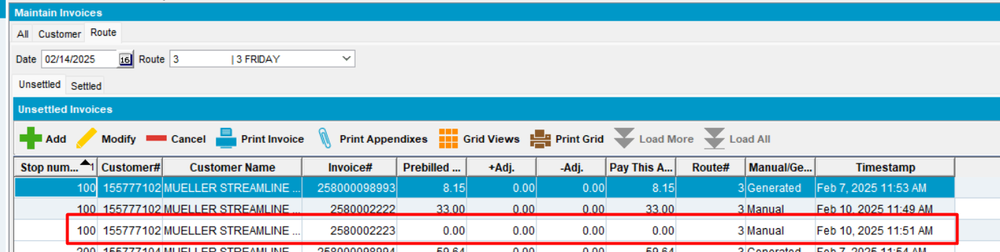 Maintain Invoices
All Customer Route
Date 02/14/2025 16 Route 3 | 3 FRIDAY
Unsettled Settled
Unsettled Invoices
Add Modify Cancel Print Invoice Print Appendixes Grid Views Print Grid Load More Load All
Stop num... 1 Customer# Customer Name Invoice# Prebilled ... +Adj. -Adj. Pay This A... Route# Manual/Ge... Timestamp
100 155777102 MUELLER STREAMLINE ... 258000098993 8.15 0.00 0.00 8.15 3 Generated Feb 7, 2025 11:53 AM
100 155777102 MUELLER STREAMLINE ... 2580002222 33.00 0.00 0.00 33.00 3 Manual Feb 10, 2025 11:49 AM
100 155777102 MUELLER STREAMLINE ... 2580002223 0.00 0.00 0.00 0.00 3 Manual Feb 10, 2025 11:51 AM
200 155777104 MUELLER STREAMLINE 258000098994 59.64 0.00 0.00 59.64 3 Generated Feb 7, 2025 11:54 AM